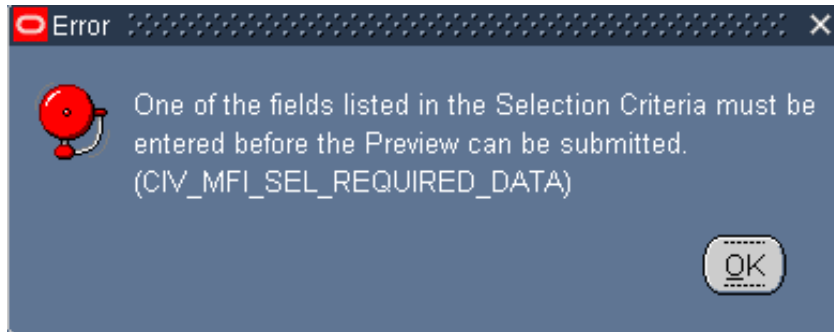 Error
One of the fields listed in the Selection Criteria must be
entered before the Preview can be submitted.
(CIV_MFI_SEL_REQUIRED_DATA)
OK